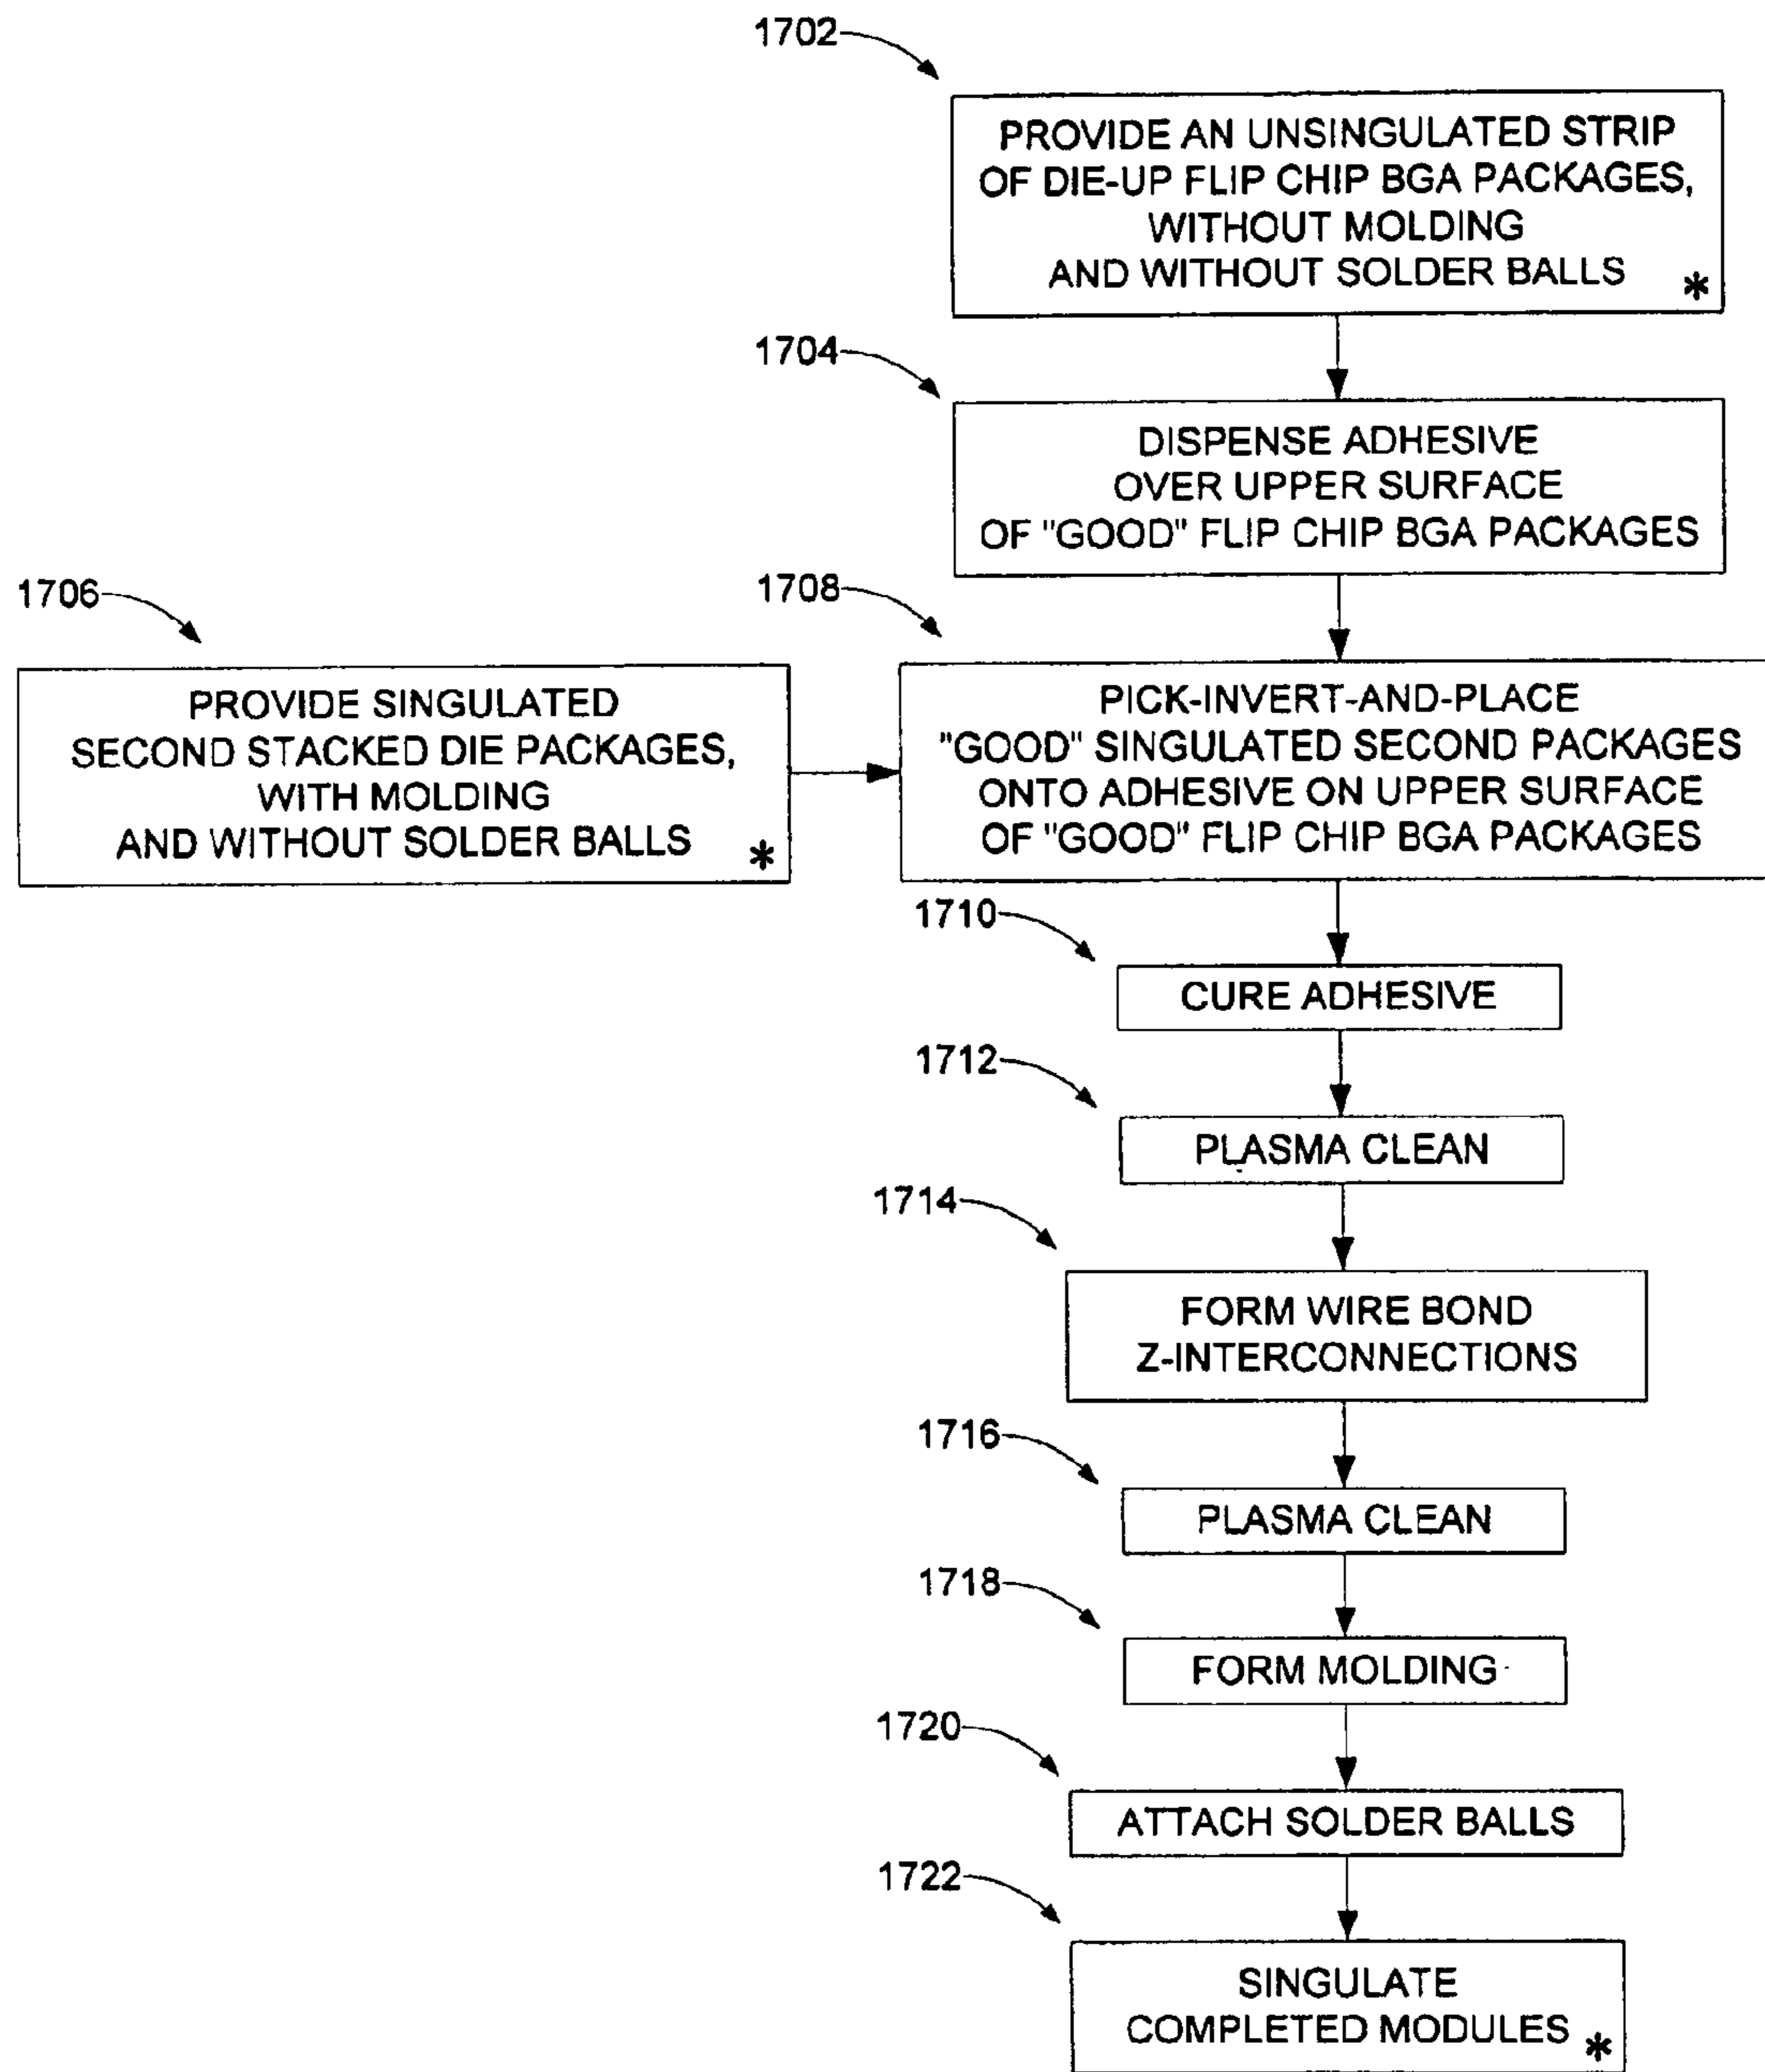 1702
PROVIDE AN UNSINGULATED STRIP
OF DIE-UP FLIP CHIP BGA PACKAGES,
WITHOUT MOLDING
AND WITHOUT SOLDER BALLS *
1704
DISPENSE ADHESIVE
OVER UPPER SURFACE
OF "GOOD" FLIP CHIP BGA PACKAGES
1706
PROVIDE SINGULATED
SECOND STACKED DIE PACKAGES,
WITH MOLDING
AND WITHOUT SOLDER BALLS *
1708
PICK-INVERT-AND-PLACE
"GOOD" SINGULATED SECOND PACKAGES
ONTO ADHESIVE ON UPPER SURFACE
OF "GOOD" FLIP CHIP BGA PACKAGES
1710
CURE ADHESIVE
1712
PLASMA CLEAN
1714
FORM WIRE BOND
Z-INTERCONNECTIONS
1716
PLASMA CLEAN
1718
FORM MOLDING
1720
ATTACH SOLDER BALLS
1722
SINGULATE
COMPLETED MODULES *